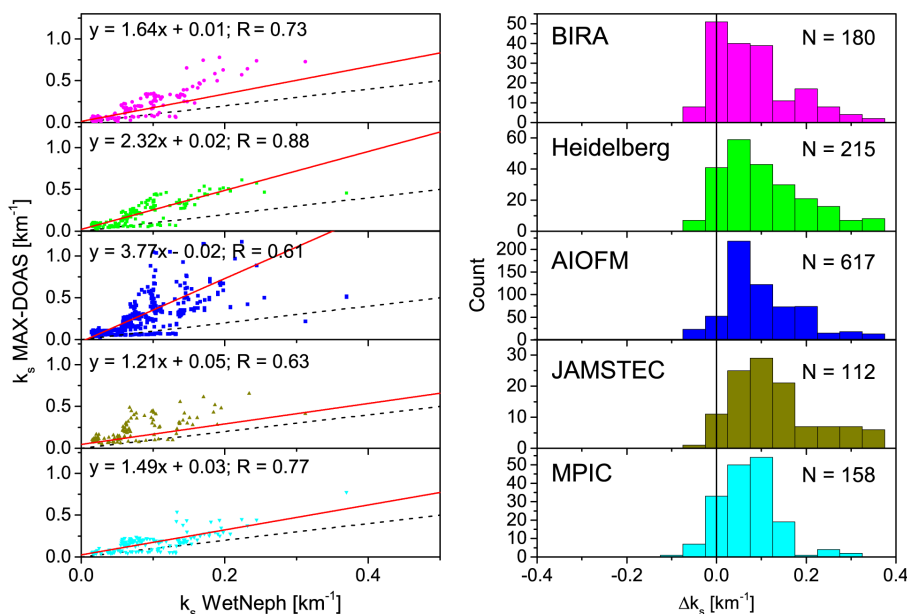 y = 1.64x + 0.01; R = 0.73
1.0
0.5
0.0
y = 2.32x + 0.02; R = 0.88
1.0
0.5
0.0
y = 3.77x - 0.02; R = 0.61
1.0
0.5
0.0
y = 1.21x + 0.05; R = 0.63
1.0
0.5
0.0
y = 1.49x + 0.03; R = 0.77
1.0
0.5
0.0
0.0 0.2 0.4
k_s MAX-DOAS [km⁻¹]
k_s WetNeph [km⁻¹]
BIRA N = 180
50
40
30
20
10
0
Heidelberg N = 215
60
40
20
0
AIOFM N = 617
200
150
100
50
0
JAMSTEC N = 112
30
20
10
0
MPIC N = 158
50
40
30
20
10
0
-0.4 -0.2 0.0 0.2 0.4
Count
Δk_s [km⁻¹]